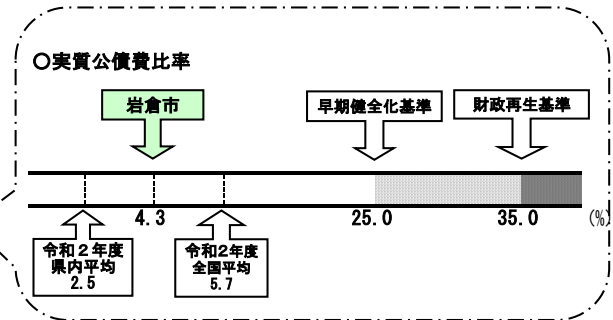 ○実質公債費比率
岩倉市
早期健全化基準
財政再生基準
4.3
25.0
35.0
(%)
令和２年度
県内平均
2.5
令和2年度
全国平均
5.7